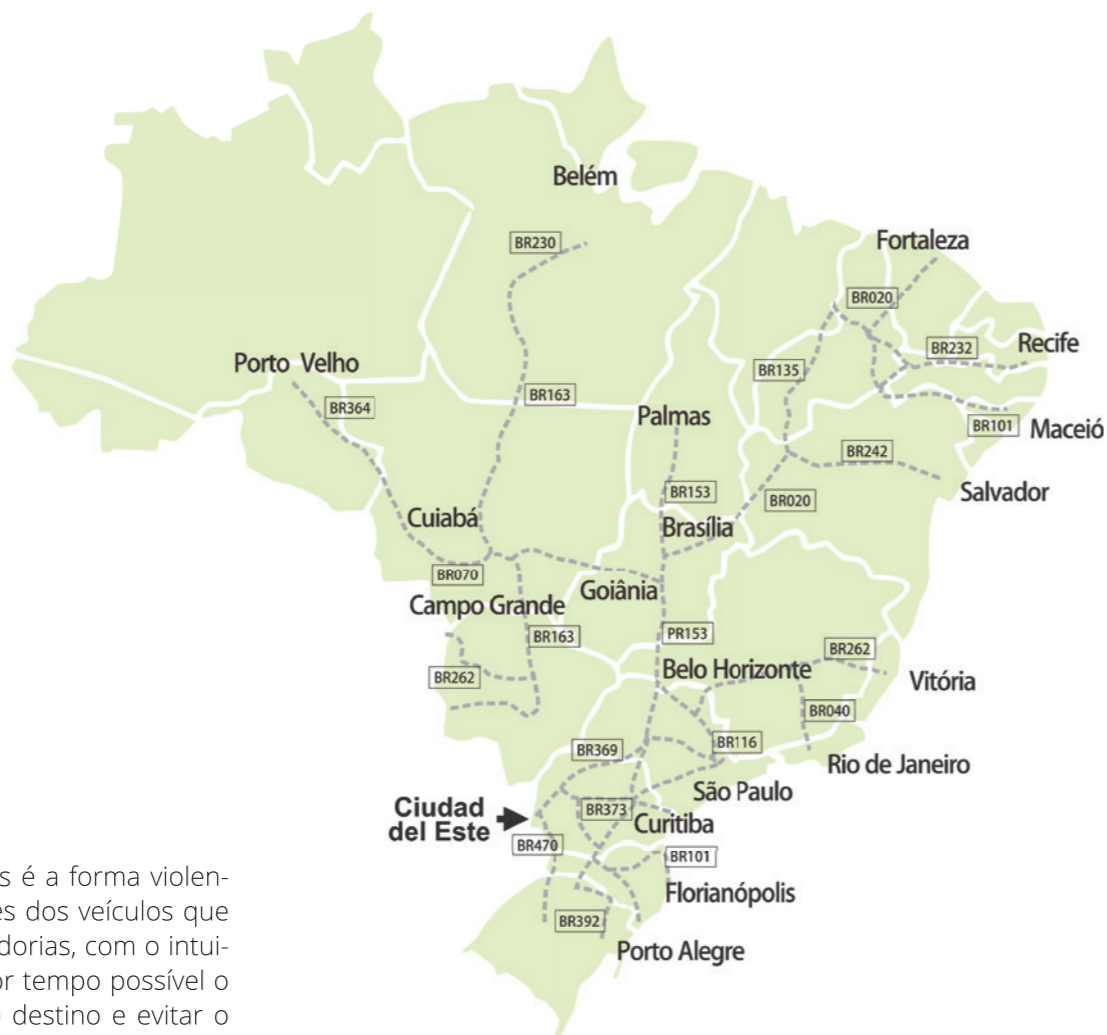 Belém
BR230
Fortaleza
BR020
Recife
BR232
Porto Velho
BR135
BR364
BR163
Palmas
BR101
Maceió
BR242
BR153
Salvador
BR020
Cuiabá
Brasília
BR070
Goiânia
Campo Grande
BR163
PR153
BR262
Belo Horizonte
BR262
Vitória
BR040
BR116
BR369
Rio de Janeiro
São Paulo
Ciudad
del Este
BR373
Curitiba
BR470
BR101
Florianópolis
BR392
Porto Alegre
s é a forma violen-
es dos veículos que
dorias, com o intui-
or tempo possível o
destino e evitar o